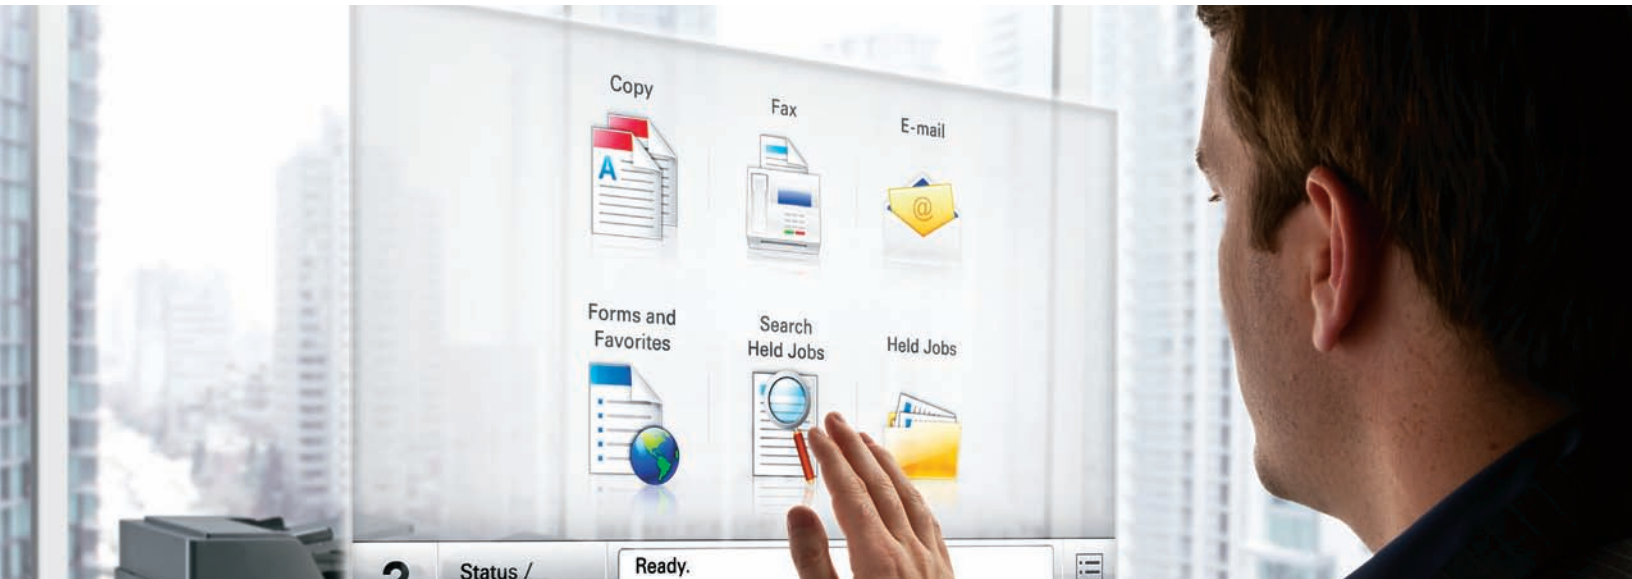 Copy
Fax
E-mail
A
@
Forms and
Favorites
Search
Held Jobs
Held Jobs
?
Status /
Ready.